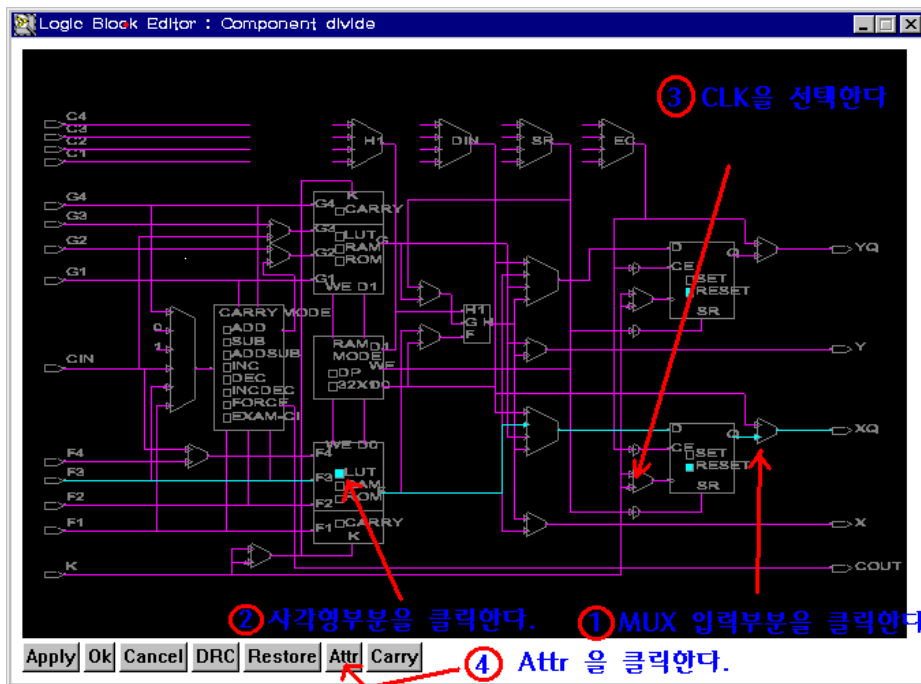 Logic Block Editor : Component divide
③ CLK을 선택한다
C4
C3
C2
C1
H1
DIN
SR
EC
G4
G3
G2
G1
K
G4
CARRY
G3
LUT
G
RAM
G2
ROM
G1
WE D1
D
Q
CE
SET
RESET
SR
YQ
CARRY MODE
ADD
SUB
ADDSUB
INC
DEC
INCDEC
FORCE
EXAM-CI
0
1
CIN
RAM D1
MODE
WE
DP
32X1 D0
H1
G H
F
Y
F4
F3
F2
F1
K
WE D0
F4
LUT
F3
RAM
F
ROM
F2
F1
CARRY
K
D
Q
CE
SET
RESET
SR
XQ
X
COUT
② 사각형부분을 클릭한다.
① MUX 입력부분을 클릭한다
Apply Ok Cancel DRC Restore Attr Carry
④ Attr 을 클릭한다.